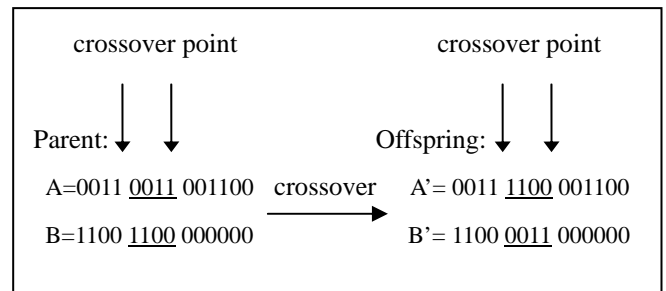 crossover point crossover point
Parent: Offspring:
A=0011 0011 001100 crossover A’= 0011 1100 001100
B=1100 1100 000000 B’= 1100 0011 000000